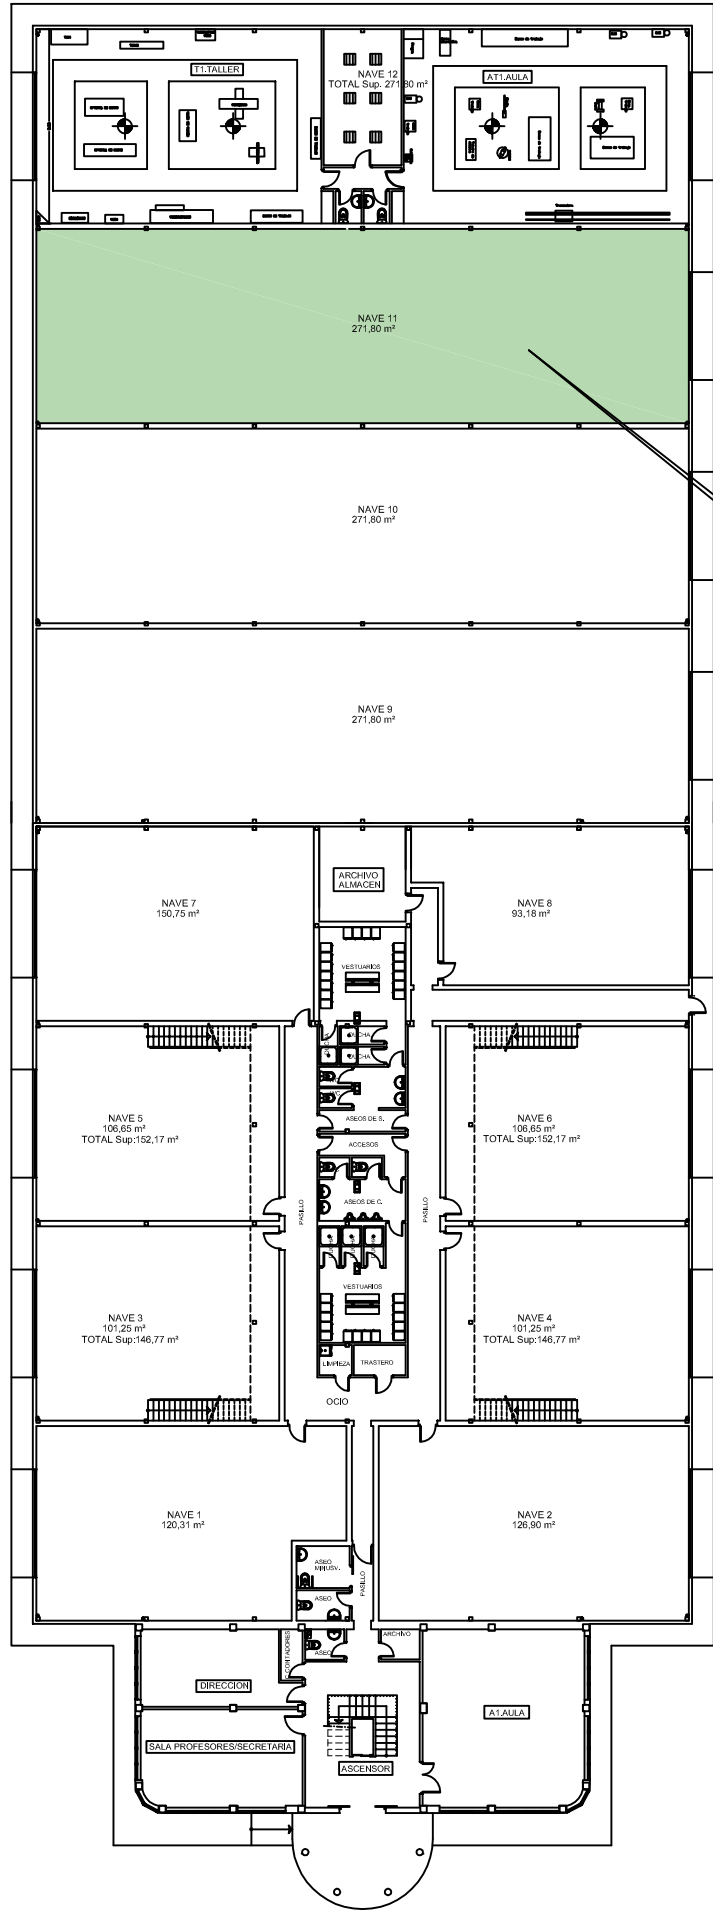 T1.TALLER
NAVE 12
TOTAL Sup. 271,80 m²
AT1.AULA
NAVE 11
271,80 m²
NAVE 10
271,80 m²
NAVE 9
271,80 m²
ARCHIVO
ALMACEN
NAVE 7
150,75 m²
NAVE 8
93,18 m²
VESTUARIOS
DUCHA
DUCHA
NAVE 5
106,65 m²
TOTAL Sup:152,17 m²
NAVE 6
106,65 m²
TOTAL Sup:152,17 m²
ASEOS DE S.
ACCESOS
PASILLO
ASEOS DE C.
PASILLO
VESTUARIOS
NAVE 3
101,25 m²
TOTAL Sup:146,77 m²
NAVE 4
101,25 m²
TOTAL Sup:146,77 m²
LIMPIEZA
TRASTERO
OCIO
NAVE 1
120,31 m²
NAVE 2
126,90 m²
ASEO
MINUSV.
PASILLO
ASEO
ASEO
ARCHIVO
C.CONTADORES
DIRECCION
A1.AULA
SALA PROFESORES/SECRETARIA
ASCENSOR